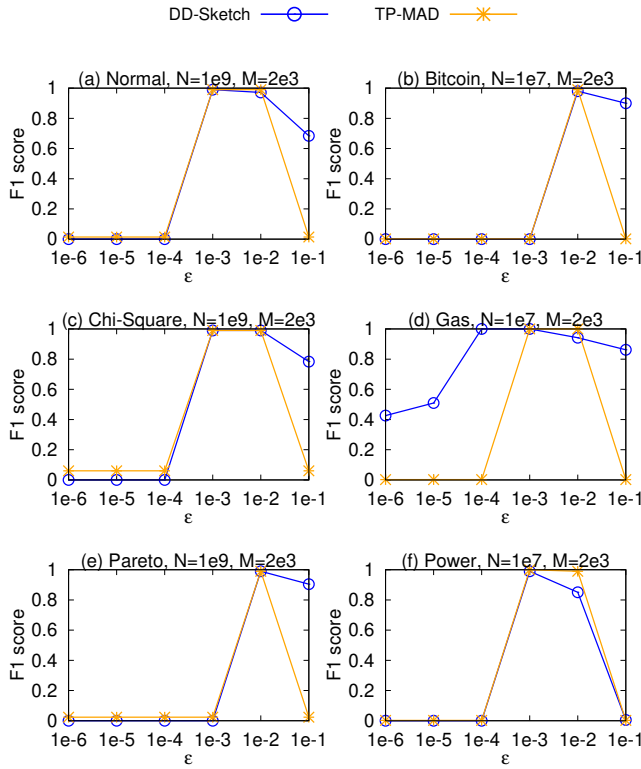 DD-Sketch TP-MAD
(a) Normal, N=1e9, M=2e3
F1 score
1
0.8
0.6
0.4
0.2
0
1e-6 1e-5 1e-4 1e-3 1e-2 1e-1
ε
(b) Bitcoin, N=1e7, M=2e3
F1 score
1
0.8
0.6
0.4
0.2
0
1e-6 1e-5 1e-4 1e-3 1e-2 1e-1
ε
(c) Chi-Square, N=1e9, M=2e3
F1 score
1
0.8
0.6
0.4
0.2
0
1e-6 1e-5 1e-4 1e-3 1e-2 1e-1
ε
(d) Gas, N=1e7, M=2e3
F1 score
1
0.8
0.6
0.4
0.2
0
1e-6 1e-5 1e-4 1e-3 1e-2 1e-1
ε
(e) Pareto, N=1e9, M=2e3
F1 score
1
0.8
0.6
0.4
0.2
0
1e-6 1e-5 1e-4 1e-3 1e-2 1e-1
ε
(f) Power, N=1e7, M=2e3
F1 score
1
0.8
0.6
0.4
0.2
0
1e-6 1e-5 1e-4 1e-3 1e-2 1e-1
ε